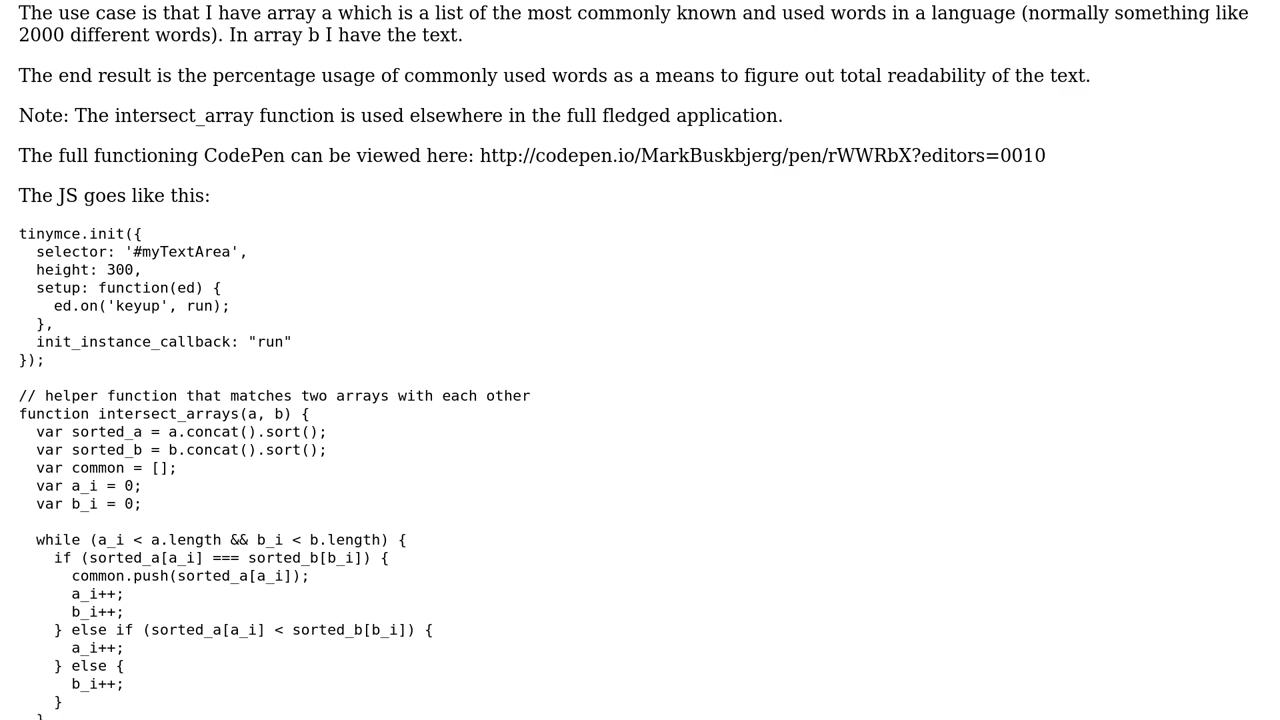 The use case is that I have array a which is a list of the most commonly known and used words in a language (normally something like
2000 different words). In array b I have the text.
The end result is the percentage usage of commonly used words as a means to figure out total readability of the text.
Note: The intersect_array function is used elsewhere in the full fledged application.
The full functioning CodePen can be viewed here: http://codepen.io/MarkBuskbjerg/pen/rWWRbX?editors=0010
The JS goes like this:
tinymce.init({
  selector: '#myTextArea',
  height: 300,
  setup: function(ed) {
    ed.on('keyup', run);
  },
  init_instance_callback: "run"
});
// helper function that matches two arrays with each other
function intersect_arrays(a, b) {
  var sorted_a = a.concat().sort();
  var sorted_b = b.concat().sort();
  var common = [];
  var a_i = 0;
  var b_i = 0;
  while (a_i < a.length && b_i < b.length) {
    if (sorted_a[a_i] === sorted_b[b_i]) {
      common.push(sorted_a[a_i]);
      a_i++;
      b_i++;
    } else if (sorted_a[a_i] < sorted_b[b_i]) {
      a_i++;
    } else {
      b_i++;
    }
  }